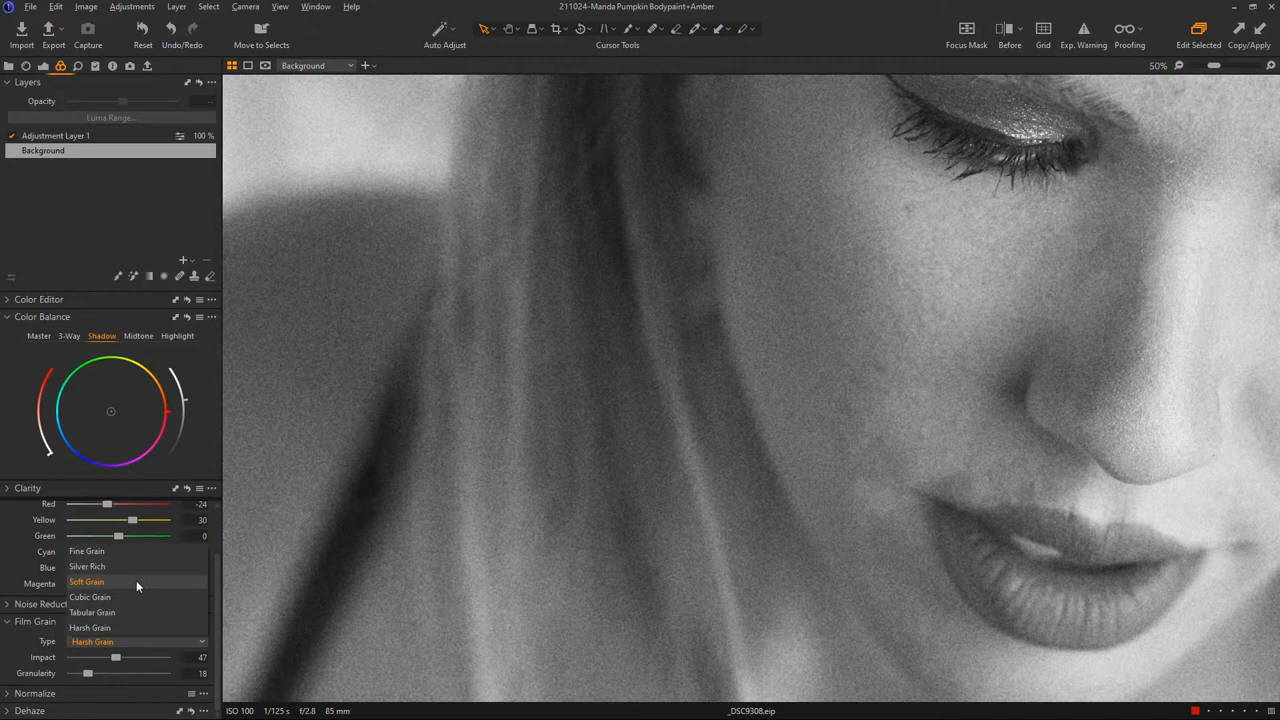 File Edit Image Adjustments Layer Select Camera View Window Help
211024-Manda Pumpkin Bodypaint+Amber
Import Export Capture Reset Undo/Redo Move to Selects Auto Adjust Cursor Tools Focus Mask Before Grid Exp. Warning Proofing Edit Selected Copy/Apply
Background
50%
Layers
Opacity --
Luma Range...
Adjustment Layer 1 100 %
Background
Color Editor
Color Balance
Master 3-Way Shadow Midtone Highlight
Clarity
Red -24
Yellow 30
Green 0
Cyan
Fine Grain
Blue
Silver Rich
Magenta
Soft Grain
Cubic Grain
Noise Reduct
Tabular Grain
Film Grain
Harsh Grain
Type Harsh Grain
Impact 47
Granularity 18
Normalize
Dehaze
ISO 100 1/125 s f/2.8 85 mm
_DSC9308.eip